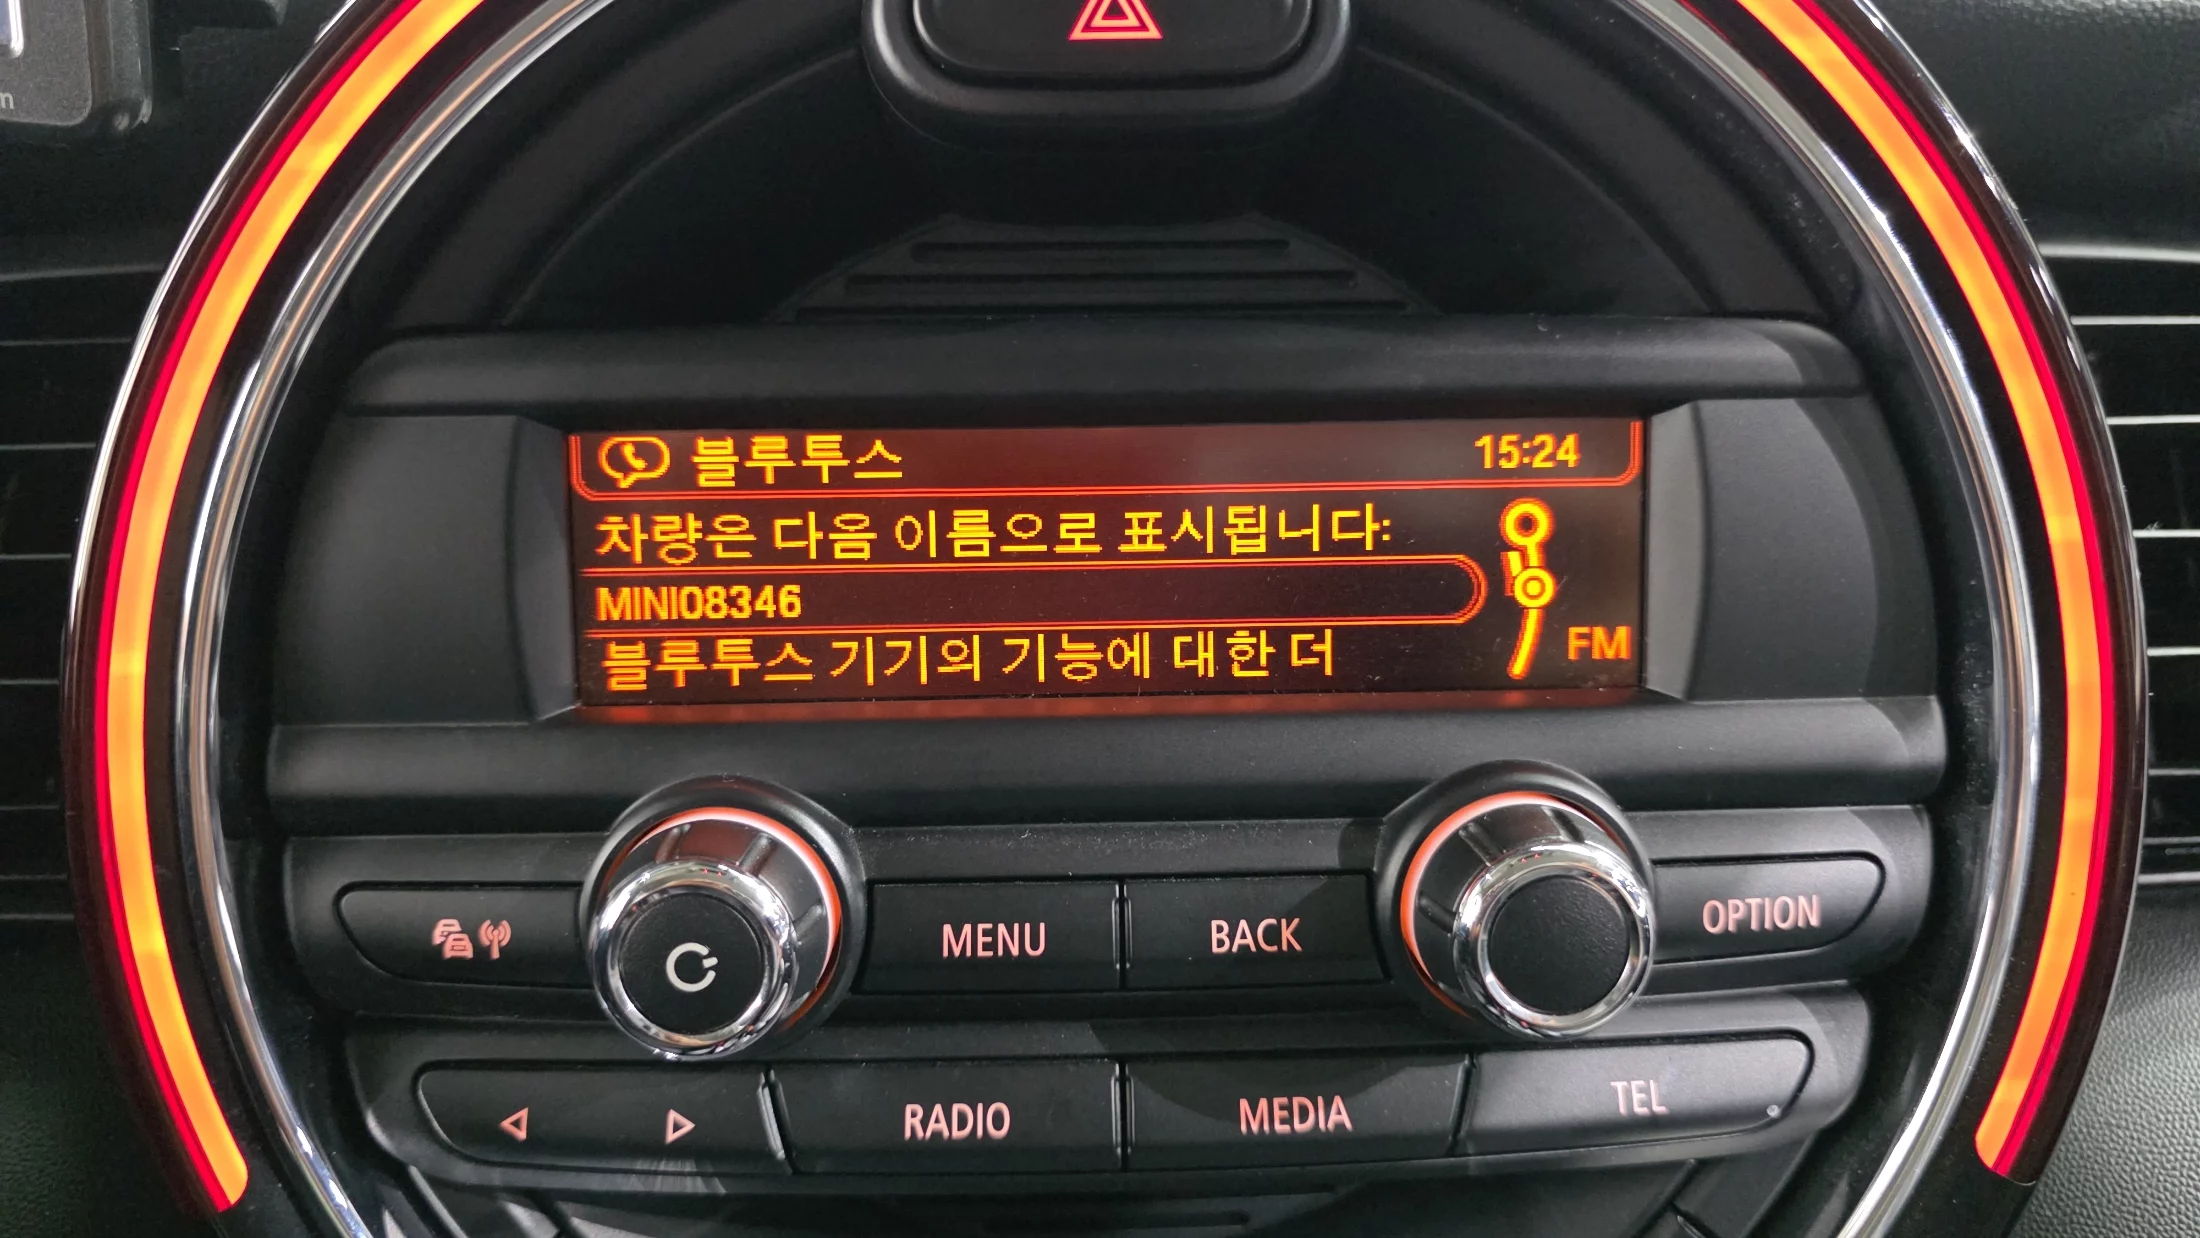 n
블루투스 15:24
차량은 다음 이름으로 표시됩니다:
MINI08346
블루투스 기기의 기능에 대한 더
FM
MENU BACK OPTION
RADIO MEDIA TEL